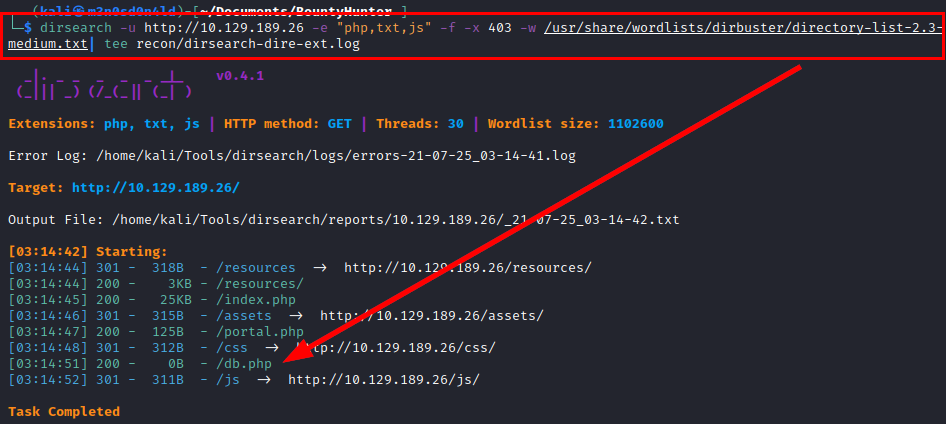 (kali㉿m3n0sd0n4ld)-[~/Documents/BountyHunter ]
└─$ dirsearch -u http://10.129.189.26 -e "php,txt,js" -f -x 403 -w /usr/share/wordlists/dirbuster/directory-list-2.3-
medium.txt| tee recon/dirsearch-dire-ext.log
v0.4.1
Extensions: php, txt, js | HTTP method: GET | Threads: 30 | Wordlist size: 1102600
Error Log: /home/kali/Tools/dirsearch/logs/errors-21-07-25_03-14-41.log
Target: http://10.129.189.26/
Output File: /home/kali/Tools/dirsearch/reports/10.129.189.26/_21-07-25_03-14-42.txt
[03:14:42] Starting:
[03:14:44] 301 - 318B - /resources → http://10.129.189.26/resources/
[03:14:44] 200 - 3KB - /resources/
[03:14:45] 200 - 25KB - /index.php
[03:14:46] 301 - 315B - /assets → http://10.129.189.26/assets/
[03:14:47] 200 - 125B - /portal.php
[03:14:48] 301 - 312B - /css → http://10.129.189.26/css/
[03:14:51] 200 - 0B - /db.php
[03:14:52] 301 - 311B - /js → http://10.129.189.26/js/
Task Completed